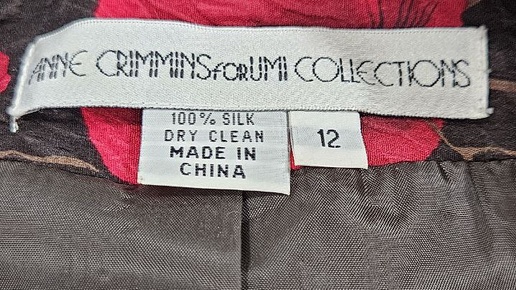 ANNE CRIMMINS FOR UMI COLLECTIONS
100% SILK
DRY CLEAN
MADE IN
CHINA
12